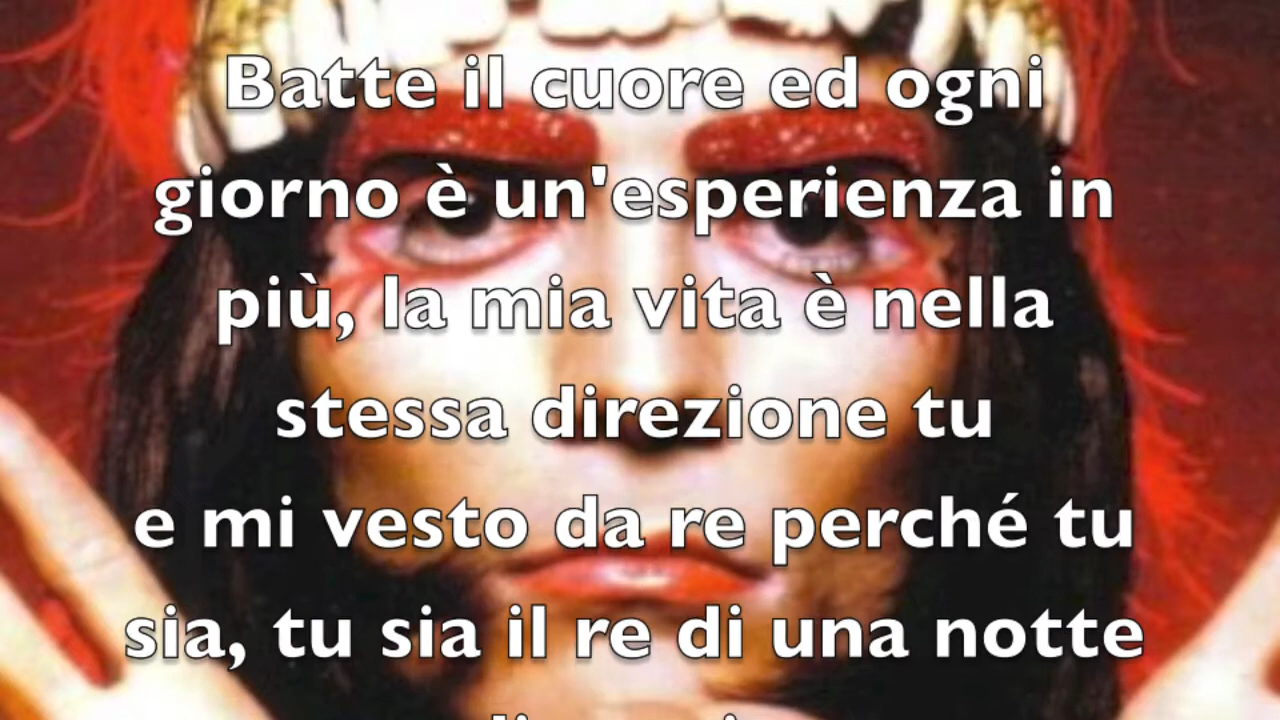 Batte il cuore ed ogni
giorno è un'esperienza in
più, la mia vita è nella
stessa direzione tu
e mi vesto da re perché tu
sia, tu sia il re di una notte